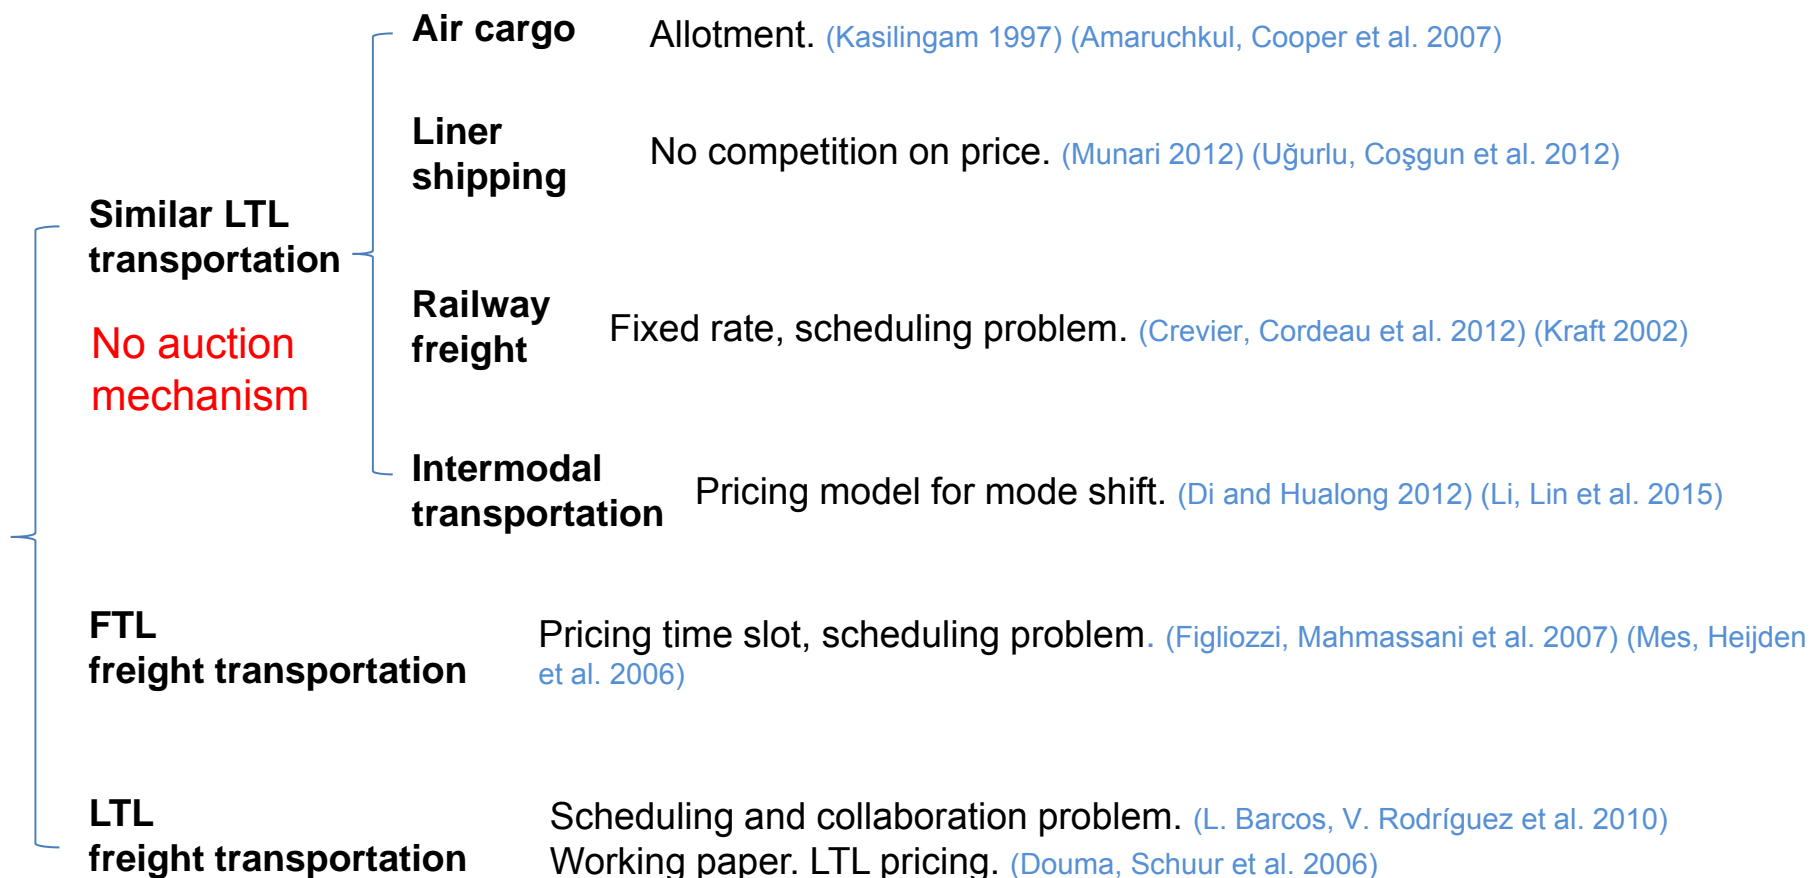 Air cargo
Allotment. (Kasilingam 1997) (Amaruchkul, Cooper et al. 2007)
Liner
shipping
No competition on price. (Munari 2012) (Uğurlu, Coşgun et al. 2012)
Similar LTL
transportation
No auction
mechanism
Railway
freight
Fixed rate, scheduling problem. (Crevier, Cordeau et al. 2012) (Kraft 2002)
Intermodal
transportation
Pricing model for mode shift. (Di and Hualong 2012) (Li, Lin et al. 2015)
FTL
freight transportation
Pricing time slot, scheduling problem. (Figliozzi, Mahmassani et al. 2007) (Mes, Heijden
et al. 2006)
LTL
freight transportation
Scheduling and collaboration problem. (L. Barcos, V. Rodríguez et al. 2010)
Working paper. LTL pricing. (Douma, Schuur et al. 2006)